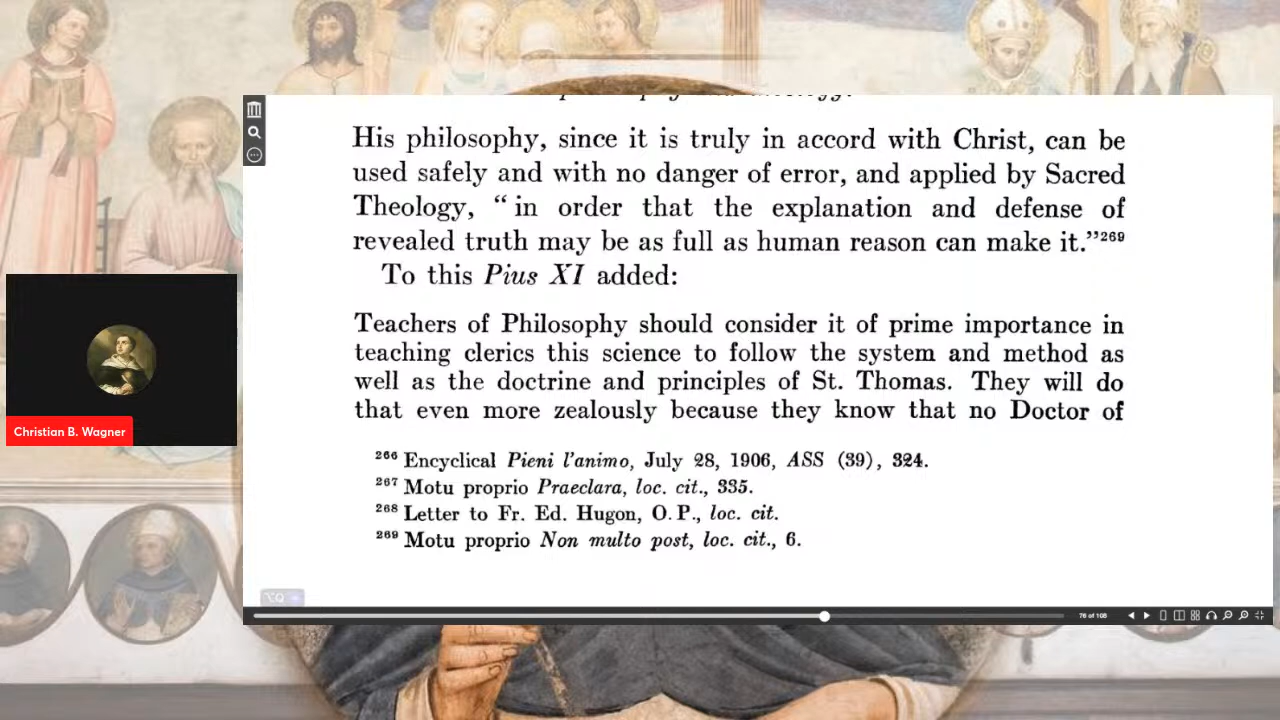 His philosophy, since it is truly in accord with Christ, can be
used safely and with no danger of error, and applied by Sacred
Theology, “ in order that the explanation and defense of
revealed truth may be as full as human reason can make it.”²⁶⁹
To this Pius XI added:
Teachers of Philosophy should consider it of prime importance in
teaching clerics this science to follow the system and method as
well as the doctrine and principles of St. Thomas. They will do
that even more zealously because they know that no Doctor of
²⁶⁶ Encyclical Pieni l’animo, July 28, 1906, ASS (39), 324.
²⁶⁷ Motu proprio Praeclara, loc. cit., 335.
²⁶⁸ Letter to Fr. Ed. Hugon, O. P., loc. cit.
²⁶⁹ Motu proprio Non multo post, loc. cit., 6.
Christian B. Wagner